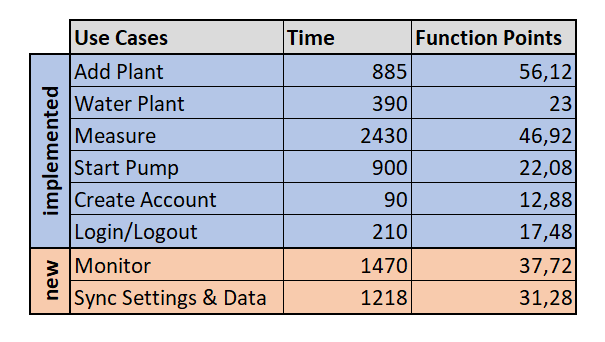 Use Cases Time Function Points
implemented
Add Plant 885 56,12
Water Plant 390 23
Measure 2430 46,92
Start Pump 900 22,08
Create Account 90 12,88
Login/Logout 210 17,48
new
Monitor 1470 37,72
Sync Settings & Data 1218 31,28